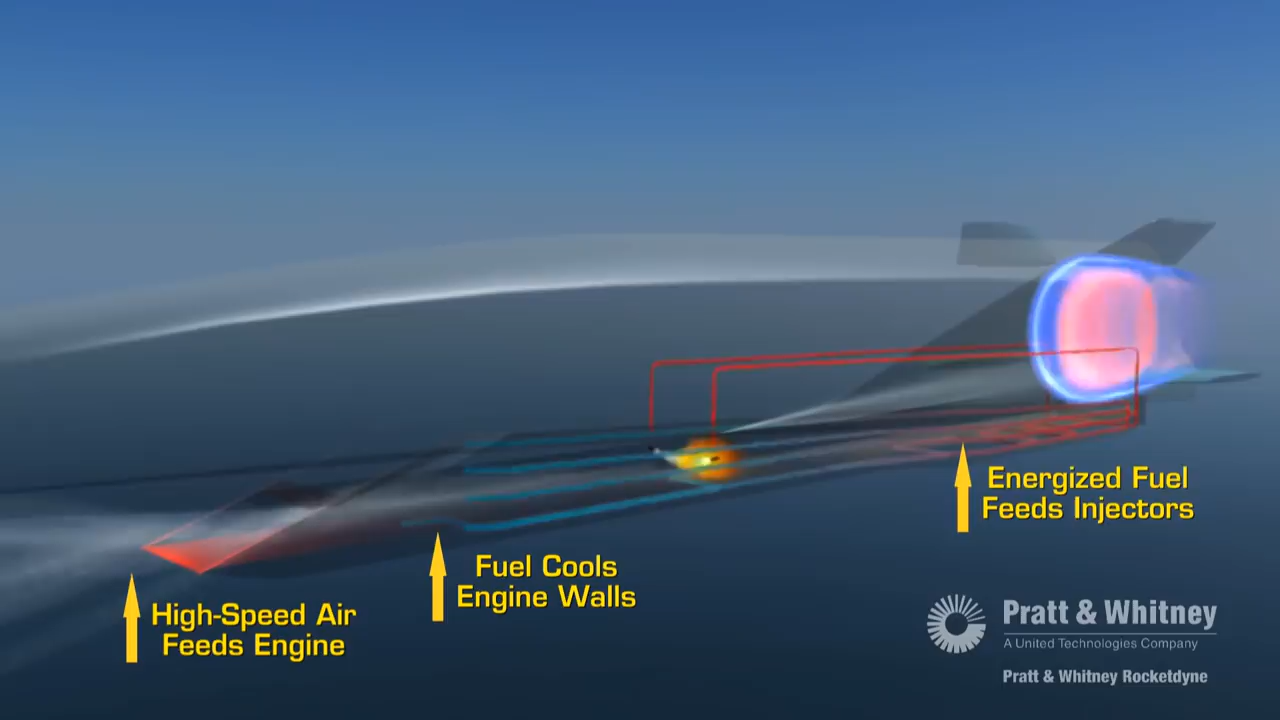 Energized Fuel
Feeds Injectors
Fuel Cools
Engine Walls
High-Speed Air
Feeds Engine
Pratt & Whitney
A United Technologies Company
Pratt & Whitney Rocketdyne